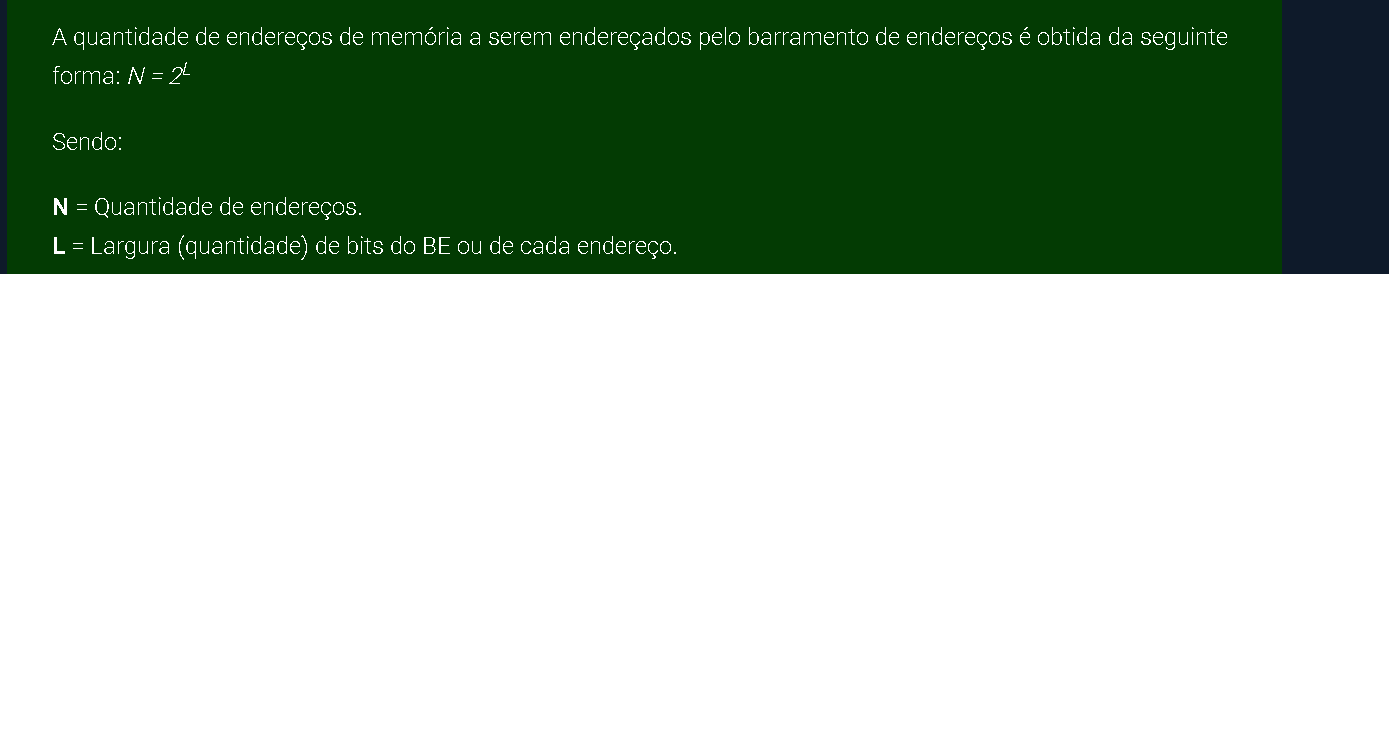 A quantidade de endereços de memória a serem endereçados pelo barramento de endereços é obtida da seguinte
forma: N = 2^L
Sendo:
N = Quantidade de endereços.
L = Largura (quantidade) de bits do BE ou de cada endereço.